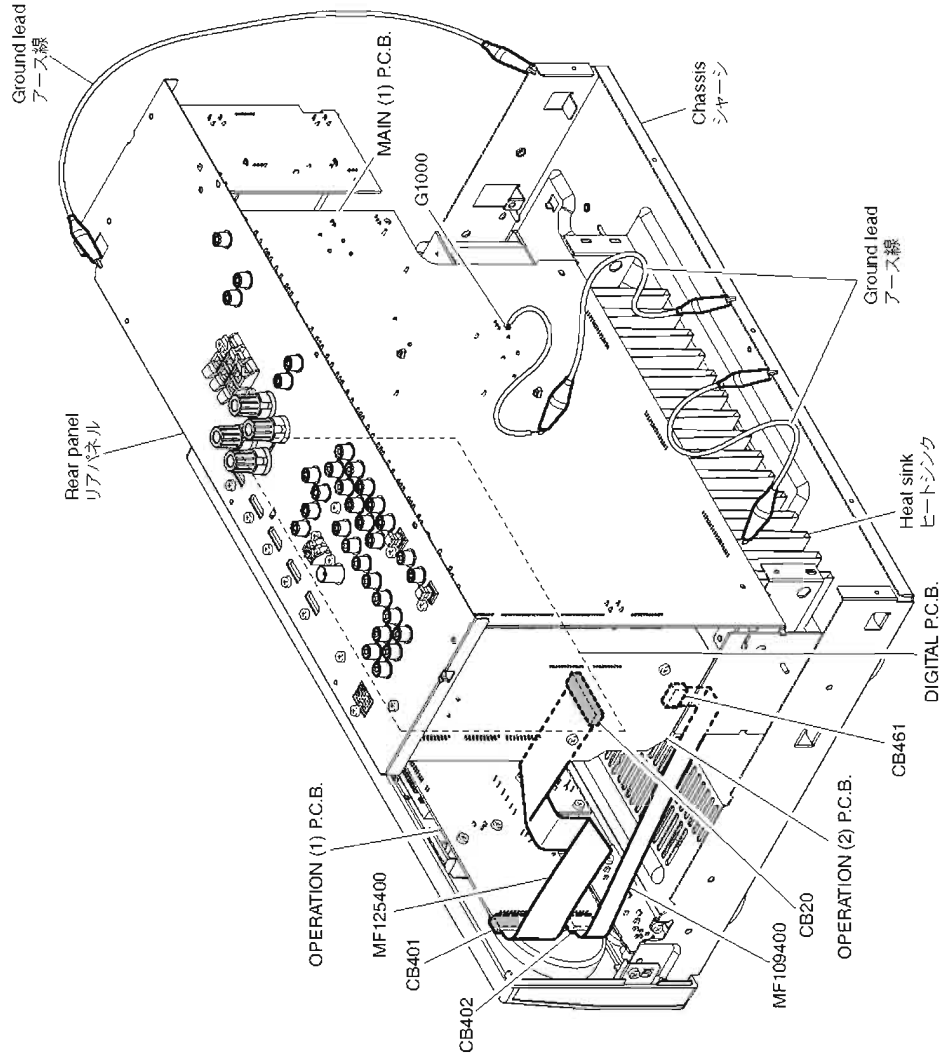 Ground lead
アース線
MAIN (1) P.C.B.
G1000
Chassis
シャーシ
Ground lead
アース線
Rear panel
リアパネル
Heat sink
ヒートシンク
DIGITAL P.C.B.
CB461
OPERATION (1) P.C.B.
MF125400
CB401
CB402
CB20
OPERATION (2) P.C.B.
MF109400